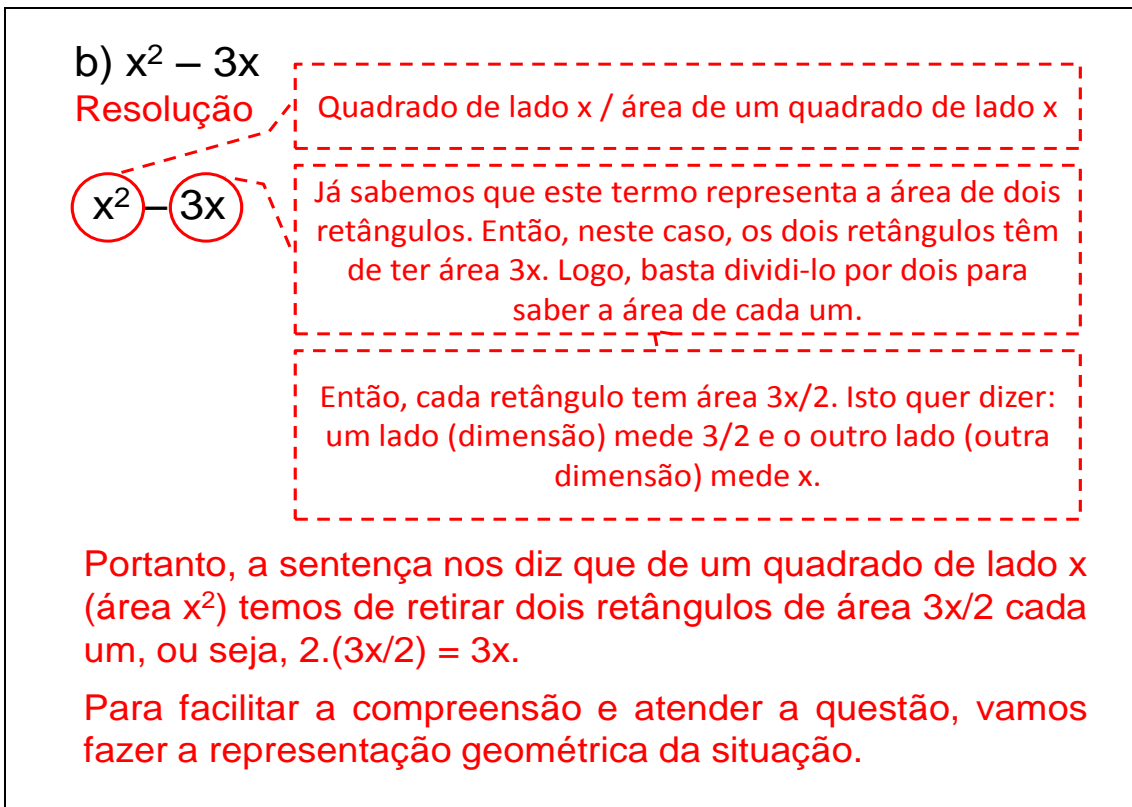 b) x² – 3x
Resolução
Quadrado de lado x / área de um quadrado de lado x
x² – 3x
Já sabemos que este termo representa a área de dois
retângulos. Então, neste caso, os dois retângulos têm
de ter área 3x. Logo, basta dividi-lo por dois para
saber a área de cada um.
Então, cada retângulo tem área 3x/2. Isto quer dizer:
um lado (dimensão) mede 3/2 e o outro lado (outra
dimensão) mede x.
Portanto, a sentença nos diz que de um quadrado de lado x
(área x²) temos de retirar dois retângulos de área 3x/2 cada
um, ou seja, 2.(3x/2) = 3x.
Para facilitar a compreensão e atender a questão, vamos
fazer a representação geométrica da situação.